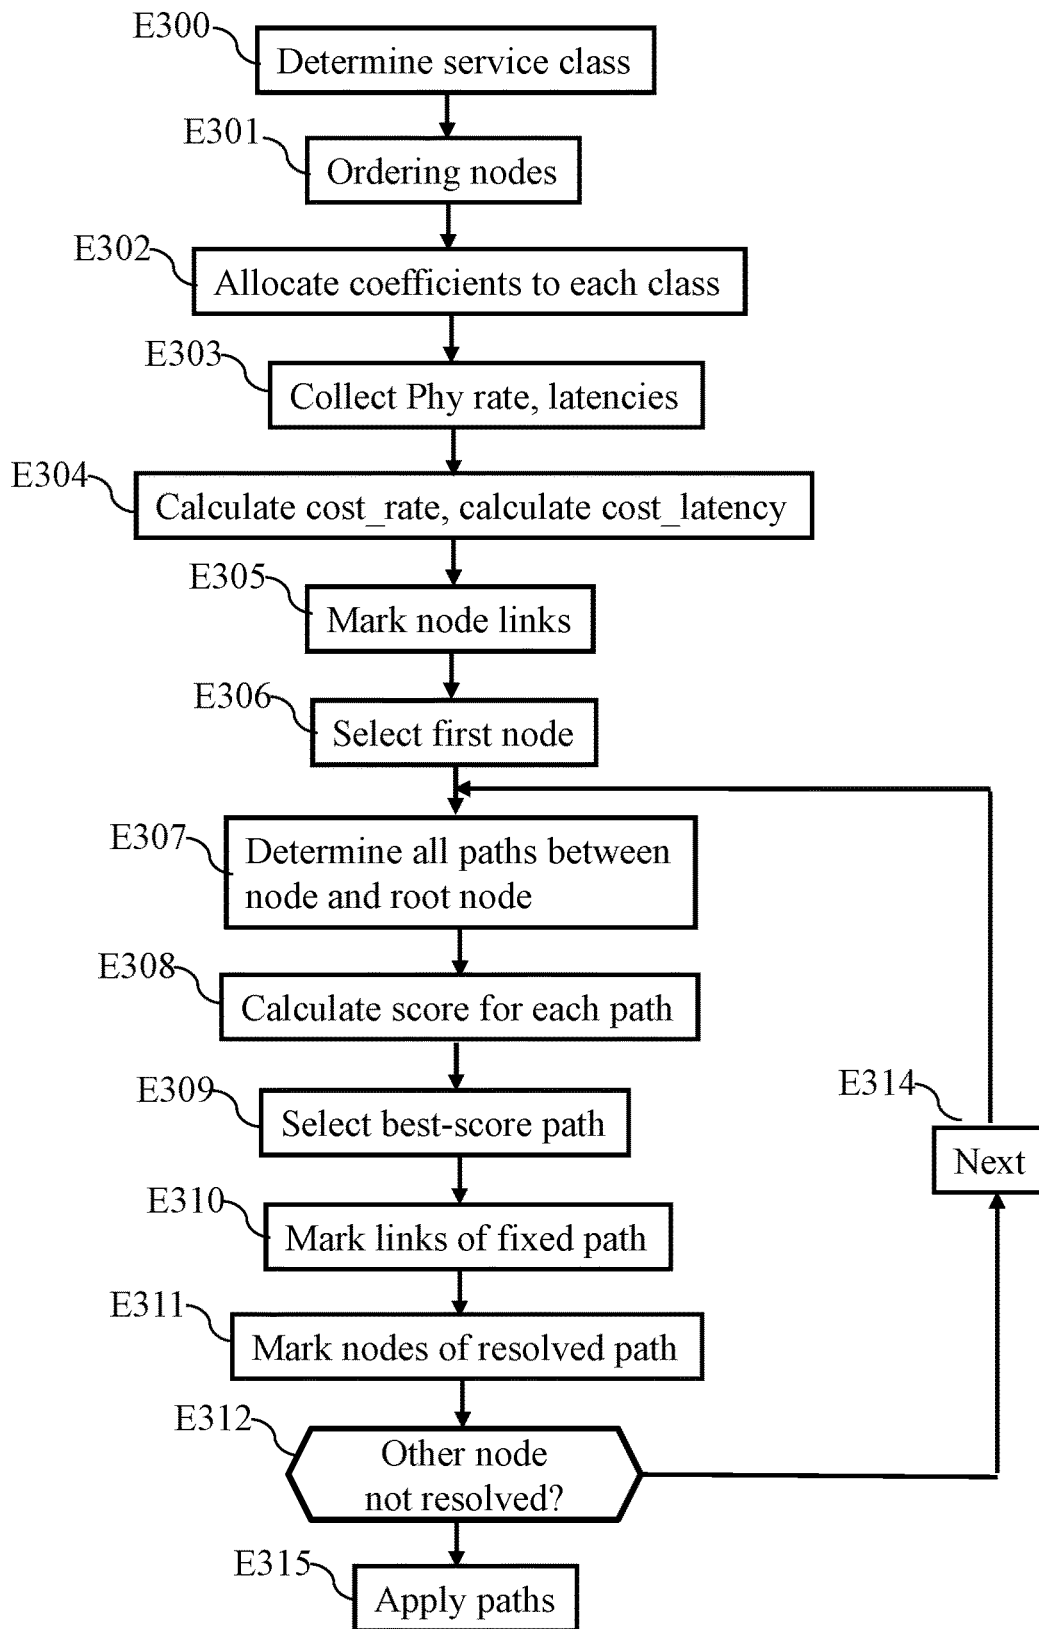 E300
Determine service class
E301
Ordering nodes
E302
Allocate coefficients to each class
E303
Collect Phy rate, latencies
E304
Calculate cost_rate, calculate cost_latency
E305
Mark node links
E306
Select first node
E307
Determine all paths between
node and root node
E308
Calculate score for each path
E309
Select best-score path
E314
Next
E310
Mark links of fixed path
E311
Mark nodes of resolved path
E312
Other node
not resolved?
E315
Apply paths